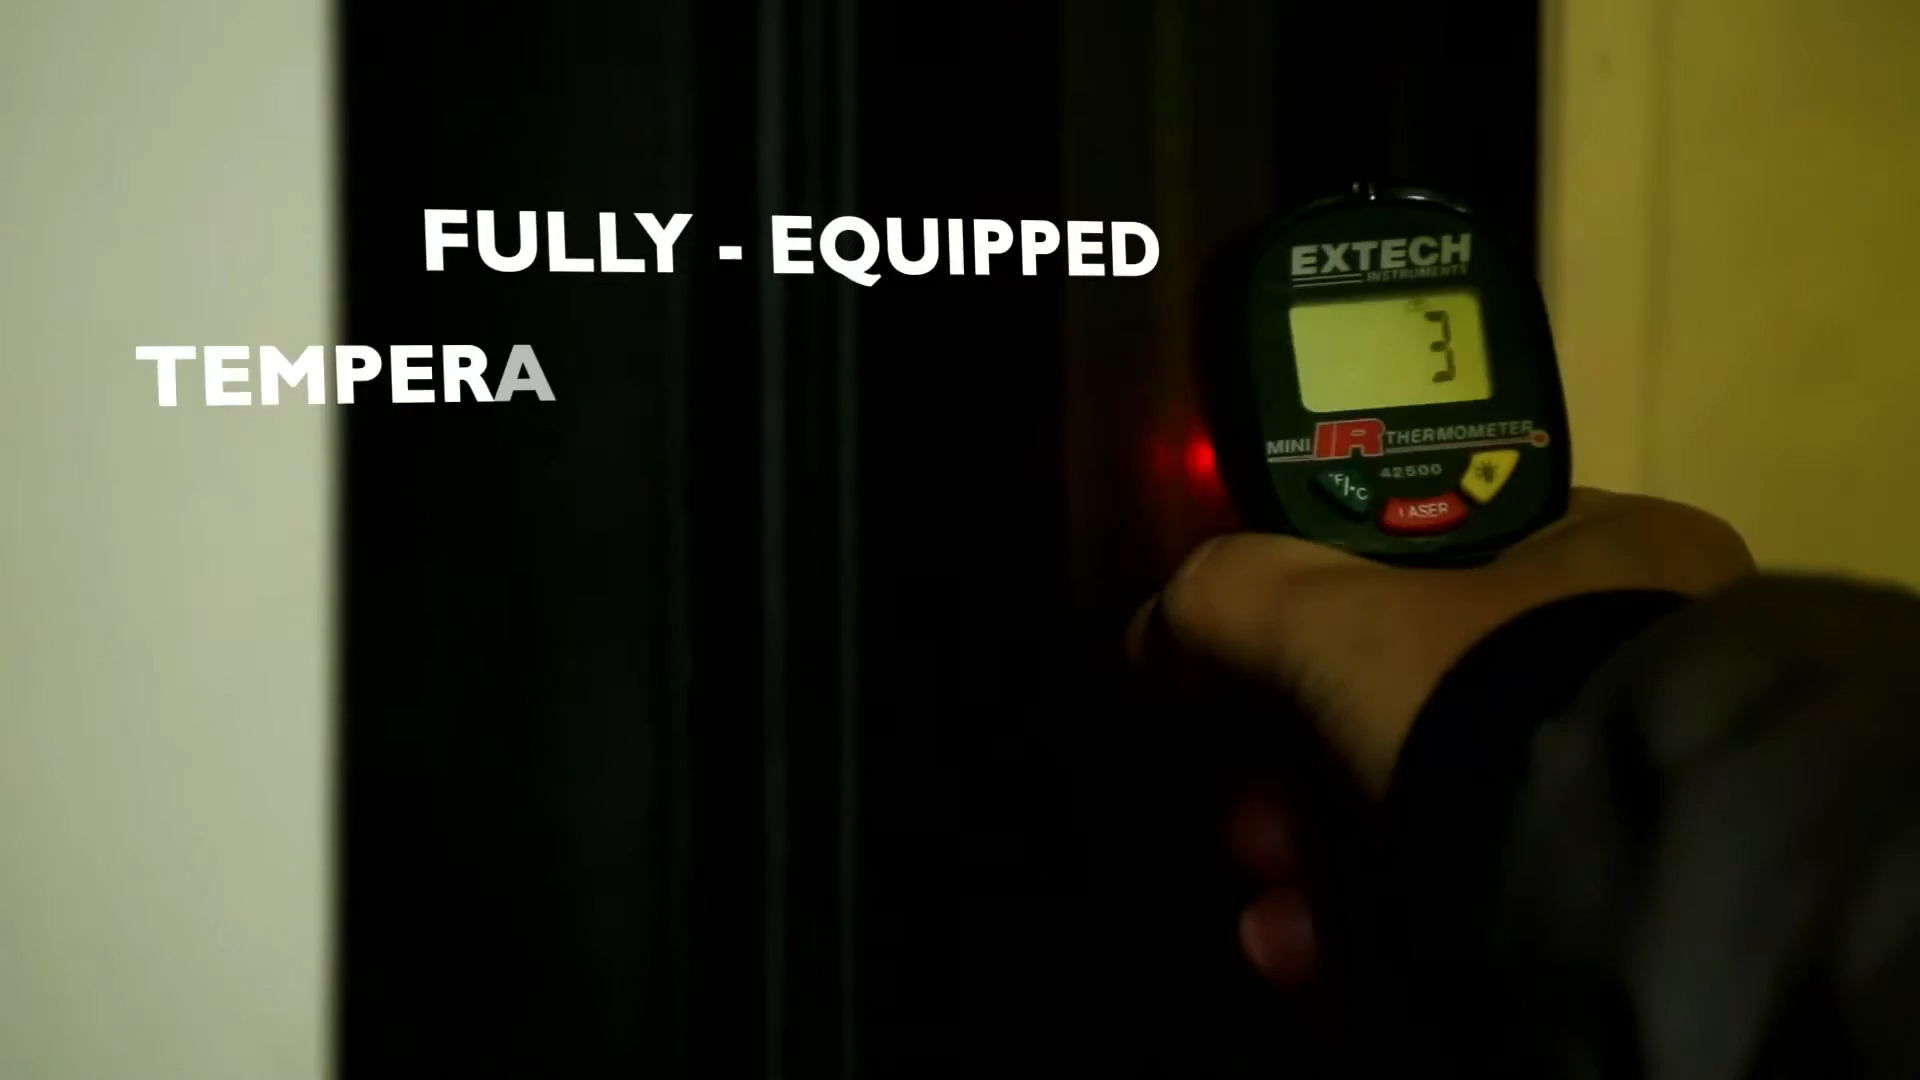 FULLY - EQUIPPED
TEMPERA
EXTECH
INSTRUMENTS
3
MINI IR THERMOMETER
42500
°F/°C
LASER